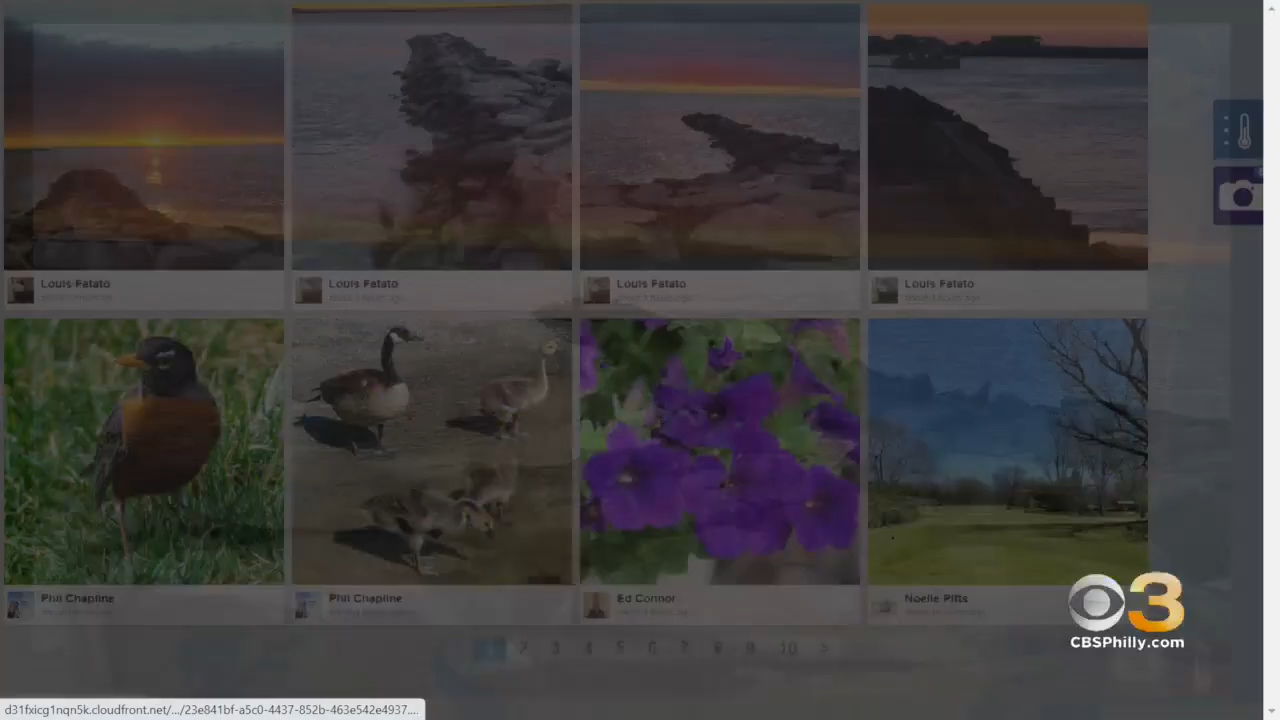 Louis Fatato
Louis Fatato
Louis Fatato
Louis Fatato
Phil Chapline
Phil Chapline
Ed Connor
Noelle Pitts
3
CBSPhilly.com
1 2 3 4 5 6 7 8 9 10 >
d31fxicg1nqn5k.cloudfront.net/.../23e841bf-a5c0-4437-852b-463e542e4937....